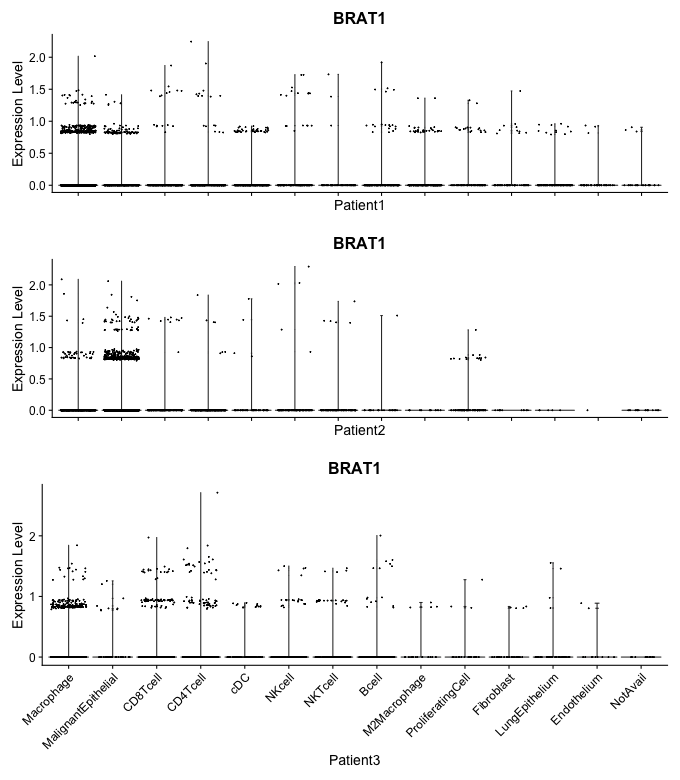 BRAT1
Expression Level
2.0
1.5
1.0
0.5
0.0
Patient1
BRAT1
Expression Level
2.0
1.5
1.0
0.5
0.0
Patient2
BRAT1
Expression Level
2
1
0
Macrophage
MalignantEpithelial
CD8Tcell
CD4Tcell
cDC
NKcell
NKTcell
Bcell
M2Macrophage
ProliferatingCell
Fibroblast
LungEpithelium
Endothelium
NotAvail
Patient3